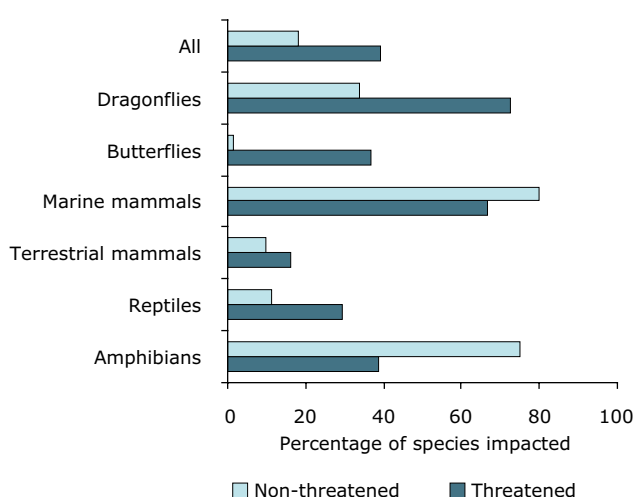 All
Dragonflies
Butterflies
Marine mammals
Terrestrial mammals
Reptiles
Amphibians
0 20 40 60 80 100
Percentage of species impacted
Non-threatened Threatened